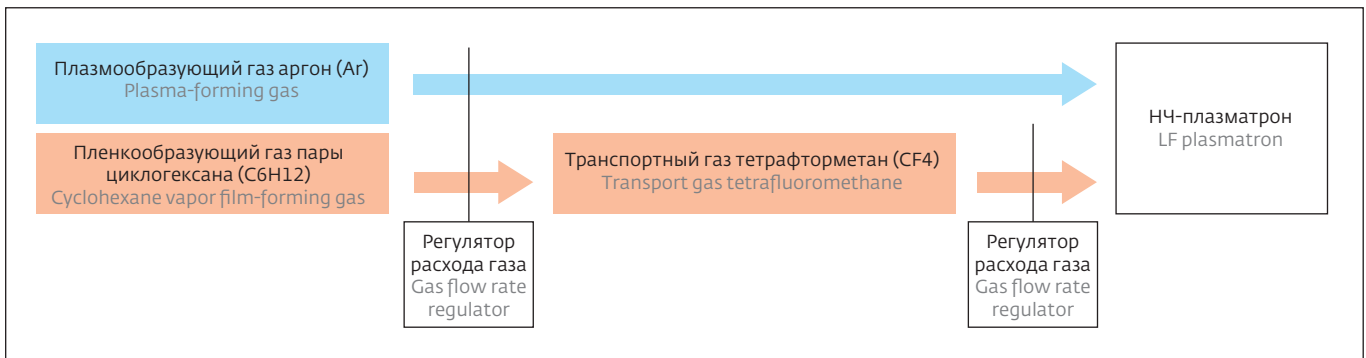 Плазмообразующий газ аргон (Ar)
Plasma-forming gas
Пленкообразующий газ пары
циклогексана (C6H12)
Cyclohexane vapor film-forming gas
Транспортный газ тетрафторметан (CF4)
Transport gas tetrafluoromethane
НЧ-плазматрон
LF plasmatron
Регулятор
расхода газа
Gas flow rate
regulator
Регулятор
расхода газа
Gas flow rate
regulator